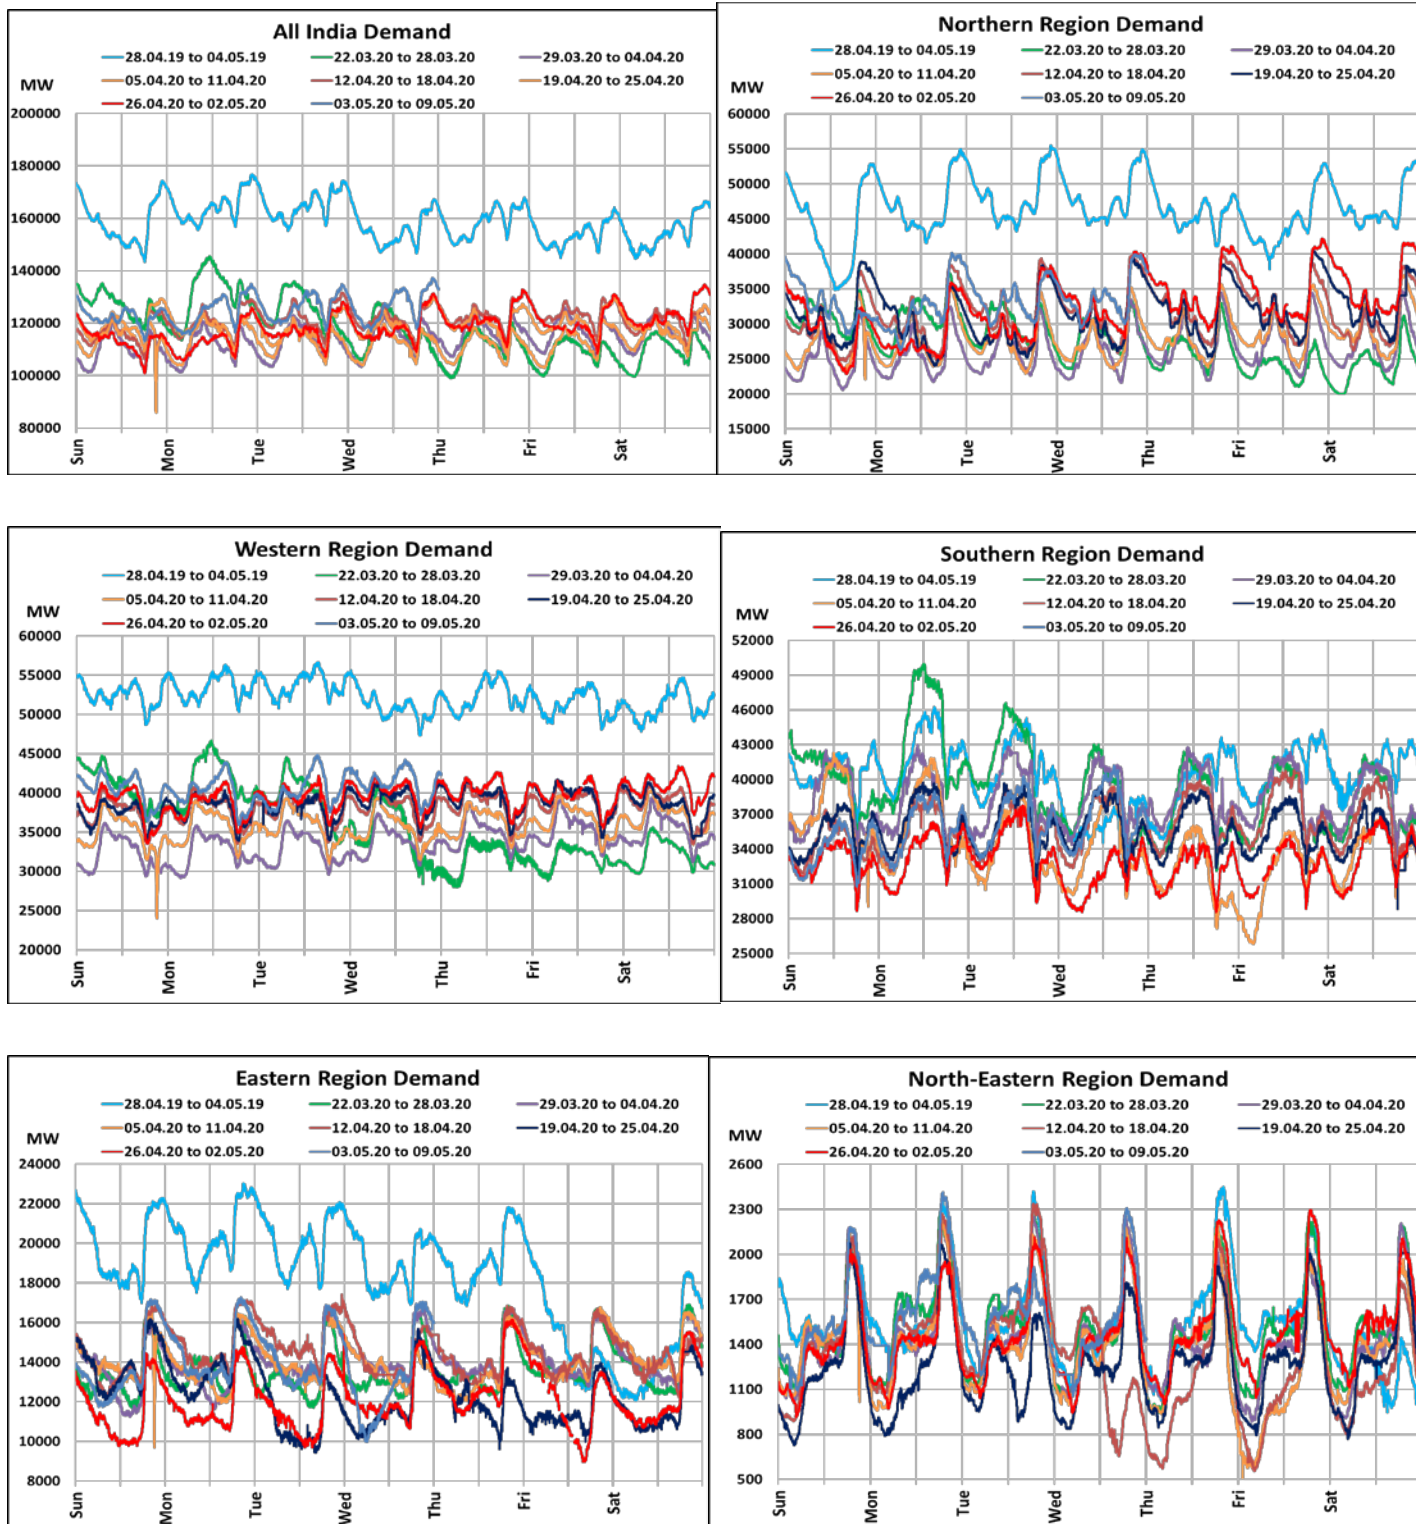 All India Demand
28.04.19 to 04.05.19 22.03.20 to 28.03.20 29.03.20 to 04.04.20
MW 05.04.20 to 11.04.20 12.04.20 to 18.04.20 19.04.20 to 25.04.20
26.04.20 to 02.05.20 03.05.20 to 09.05.20
200000
180000
160000
140000
120000
100000
80000
Sun Mon Tue Wed Thu Fri Sat
Northern Region Demand
28.04.19 to 04.05.19 22.03.20 to 28.03.20 29.03.20 to 04.04.20
MW 05.04.20 to 11.04.20 12.04.20 to 18.04.20 19.04.20 to 25.04.20
26.04.20 to 02.05.20 03.05.20 to 09.05.20
60000
55000
50000
45000
40000
35000
30000
25000
20000
15000
Sun Mon Tue Wed Thu Fri Sat
Western Region Demand
28.04.19 to 04.05.19 22.03.20 to 28.03.20 29.03.20 to 04.04.20
MW 05.04.20 to 11.04.20 12.04.20 to 18.04.20 19.04.20 to 25.04.20
26.04.20 to 02.05.20 03.05.20 to 09.05.20
60000
55000
50000
45000
40000
35000
30000
25000
20000
Sun Mon Tue Wed Thu Fri Sat
Southern Region Demand
28.04.19 to 04.05.19 22.03.20 to 28.03.20 29.03.20 to 04.04.20
MW 05.04.20 to 11.04.20 12.04.20 to 18.04.20 19.04.20 to 25.04.20
26.04.20 to 02.05.20 03.05.20 to 09.05.20
52000
49000
46000
43000
40000
37000
34000
31000
28000
25000
Sun Mon Tue Wed Thu Fri Sat
Eastern Region Demand
28.04.19 to 04.05.19 22.03.20 to 28.03.20 29.03.20 to 04.04.20
MW 05.04.20 to 11.04.20 12.04.20 to 18.04.20 19.04.20 to 25.04.20
26.04.20 to 02.05.20 03.05.20 to 09.05.20
24000
22000
20000
18000
16000
14000
12000
10000
8000
Sun Mon Tue Wed Thu Fri Sat
North-Eastern Region Demand
28.04.19 to 04.05.19 22.03.20 to 28.03.20 29.03.20 to 04.04.20
MW 05.04.20 to 11.04.20 12.04.20 to 18.04.20 19.04.20 to 25.04.20
26.04.20 to 02.05.20 03.05.20 to 09.05.20
2600
2300
2000
1700
1400
1100
800
500
Sun Mon Tue Wed Thu Fri Sat